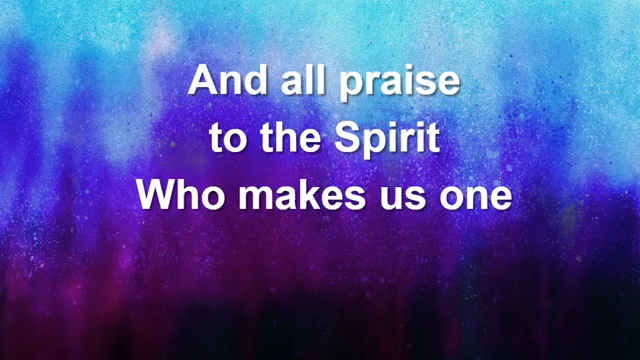 And all praise
to the Spirit
Who makes us one